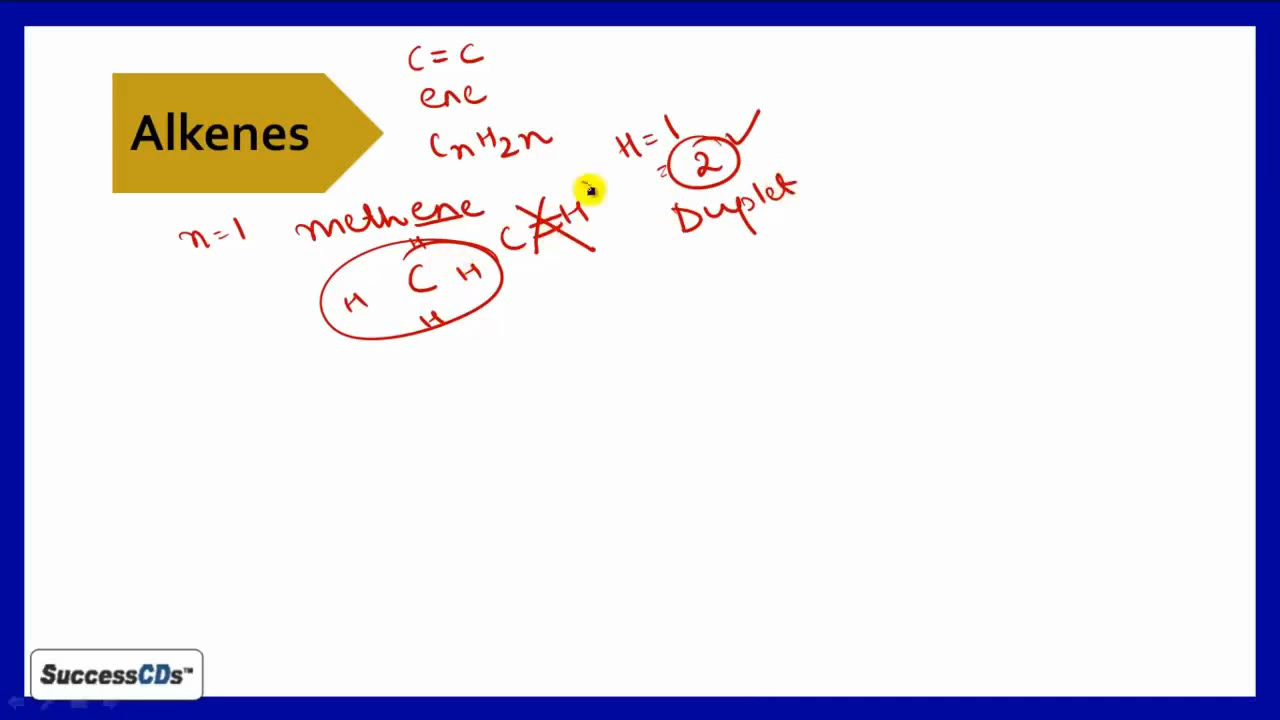 C=C
ene
Alkenes
CnH2n
H=1
= 2
Duplet
n=1 methene C=H
H
C
H H
H
SuccessCDs™